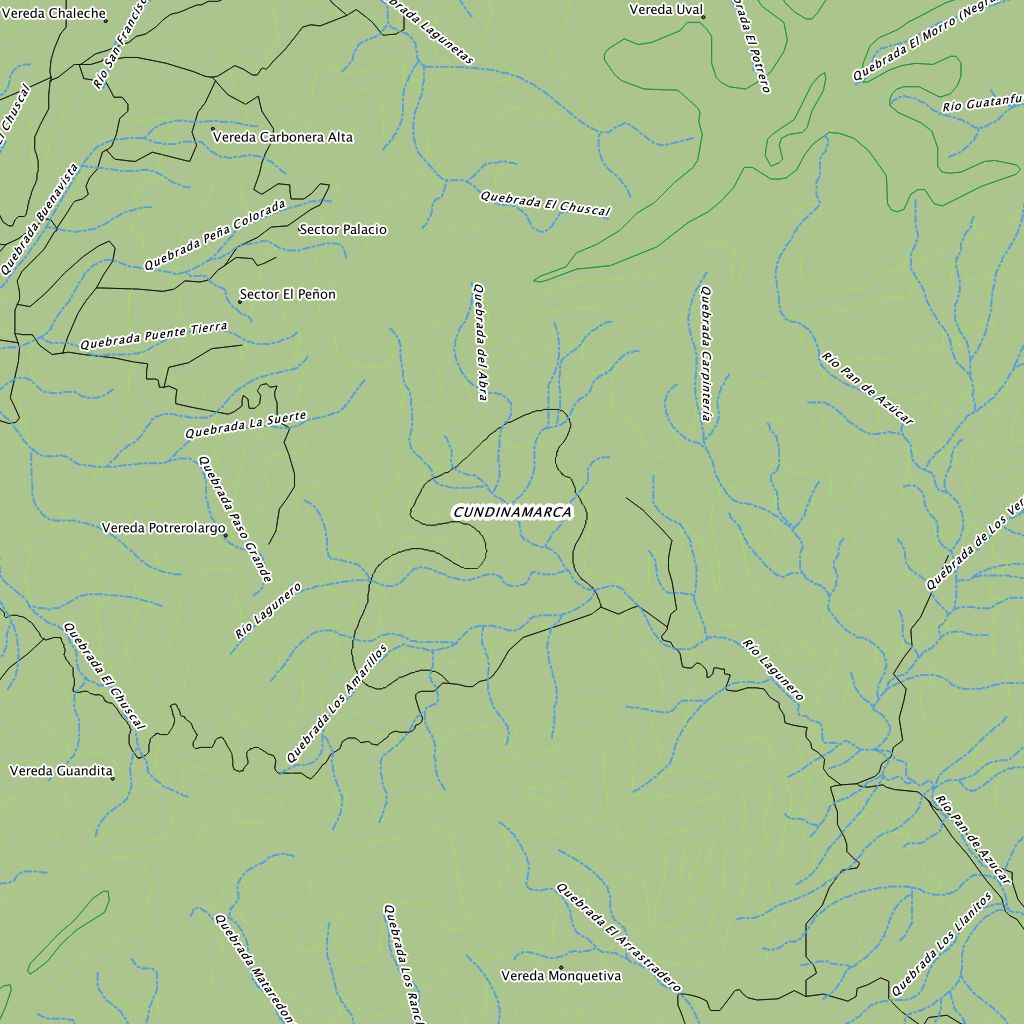 Vereda Chaleche
Río San Francisco
Quebrada Lagunetas
Vereda Uval
Quebrada El Potrero
Quebrada El Morro (Negra
El Chuscal
Río Guatanfu
Vereda Carbonera Alta
Quebrada Buenavista
Quebrada Peña Colorada
Quebrada El Chuscal
Sector Palacio
Sector El Peñon
Quebrada del Abra
Quebrada Carpintería
Quebrada Puente Tierra
Río Pan de Azúcar
Quebrada La Suerte
Quebrada Paso Grande
CUNDINAMARCA
Vereda Potrerolargo
Quebrada de Los Ver
Río Lagunero
Quebrada El Chuscal
Quebrada Los Amarillos
Río Lagunero
Vereda Guandita
Río Pan de Azucar
Quebrada El Arrastradero
Quebrada Los Llanitos
Quebrada Mataredon
Quebrada Los Ranc
Vereda Monquetiva